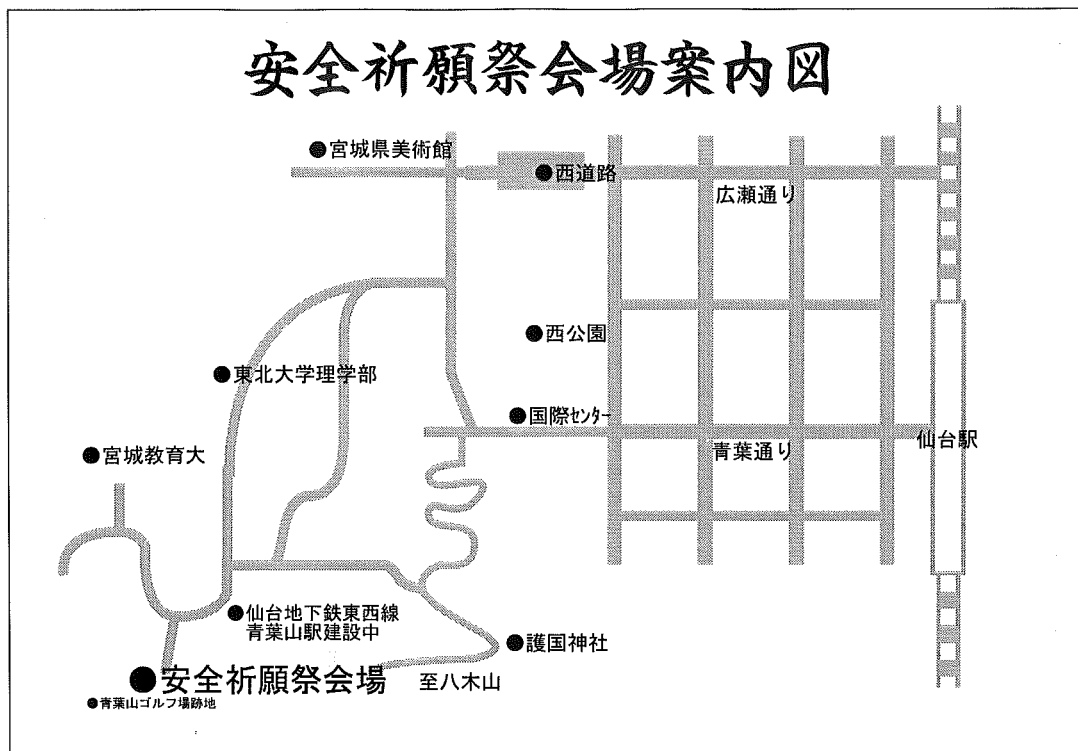 安全祈願祭会場案内図
●宮城県美術館
●西道路
広瀬通り
●西公園
●東北大学理学部
●国際センター
仙台駅
青葉通り
●宮城教育大
●仙台地下鉄東西線
青葉山駅建設中
●護国神社
●安全祈願祭会場
至八木山
●青葉山ゴルフ場跡地